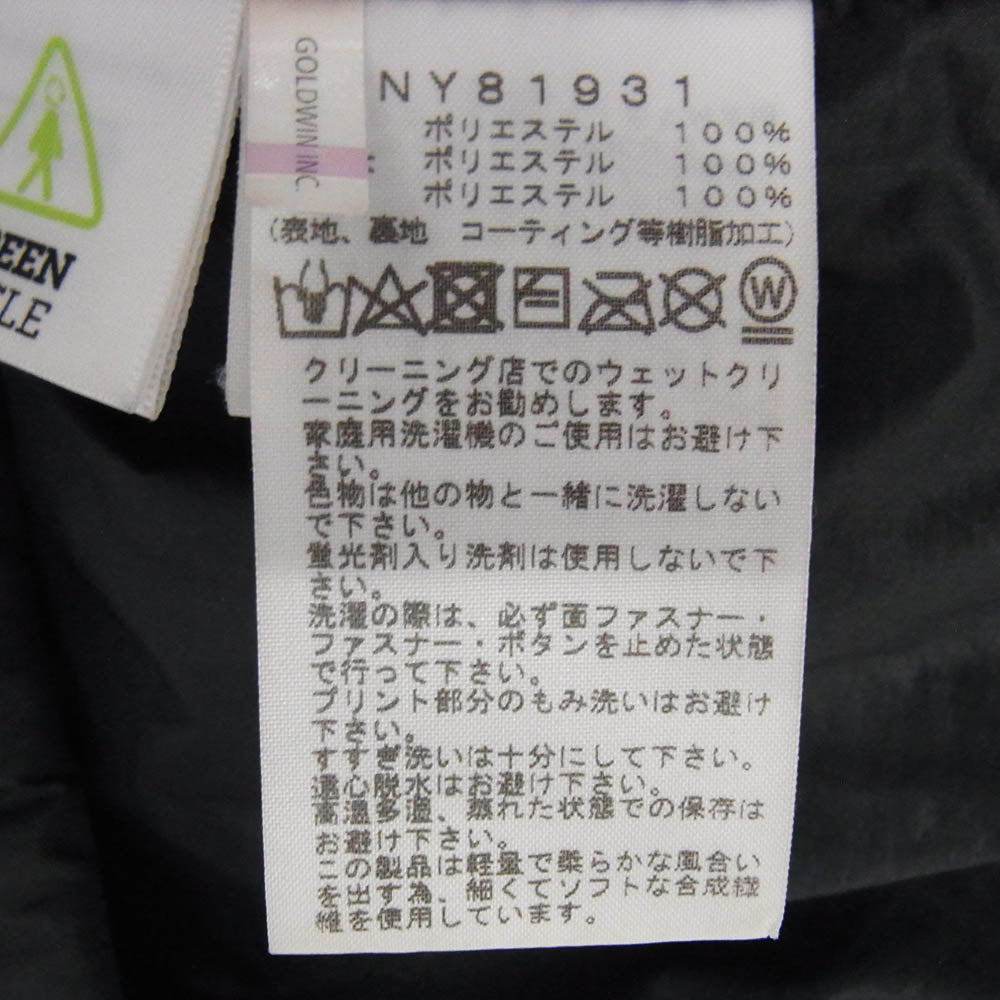 EEN
CLE
GOLDWIN INC
NY81931
ポリエステル 100%
ポリエステル 100%
ポリエステル 100%
(表地、裏地 コーティング等樹脂加工)
W
クリーニング店でのウェットクリ
ーニングをお勧めします。
家庭用洗濯機のご使用はお避け下
さい。
色物は他の物と一緒に洗濯しない
で下さい。
蛍光剤入り洗剤は使用しないで下
さい。
洗濯の際は、必ず面ファスナー・
ファスナー・ボタンを止めた状態
で行って下さい。
プリント部分のもみ洗いはお避け
下さい。
すすぎ洗いは十分にして下さい。
遠心脱水はお避け下さい。
高温多湿、蒸れた状態での保存は
お避け下さい。
この製品は軽量で柔らかな風合い
を出す為、細くてソフトな合成繊
維を使用しています。